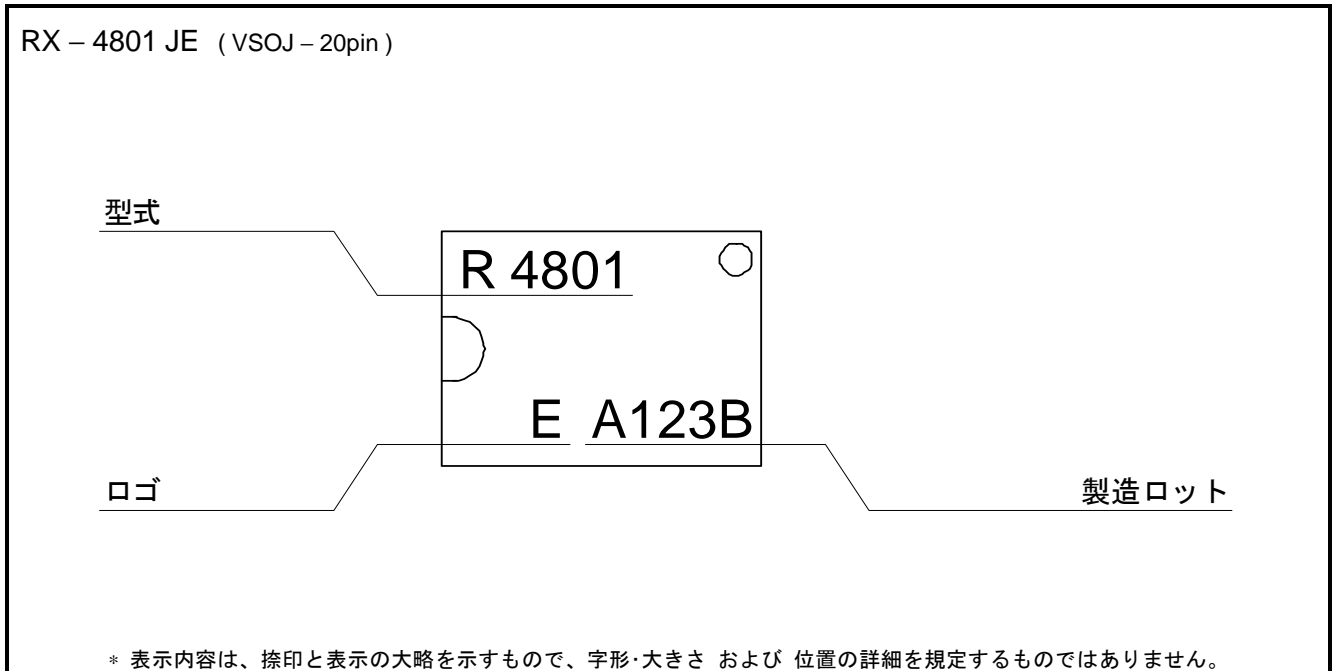 RX – 4801 JE ( VSOJ – 20pin )
型式
R 4801
E A123B
ロゴ
製造ロット
* 表示内容は、捺印と表示の大略を示すもので、字形･大きさ および 位置の詳細を規定するものではありません。